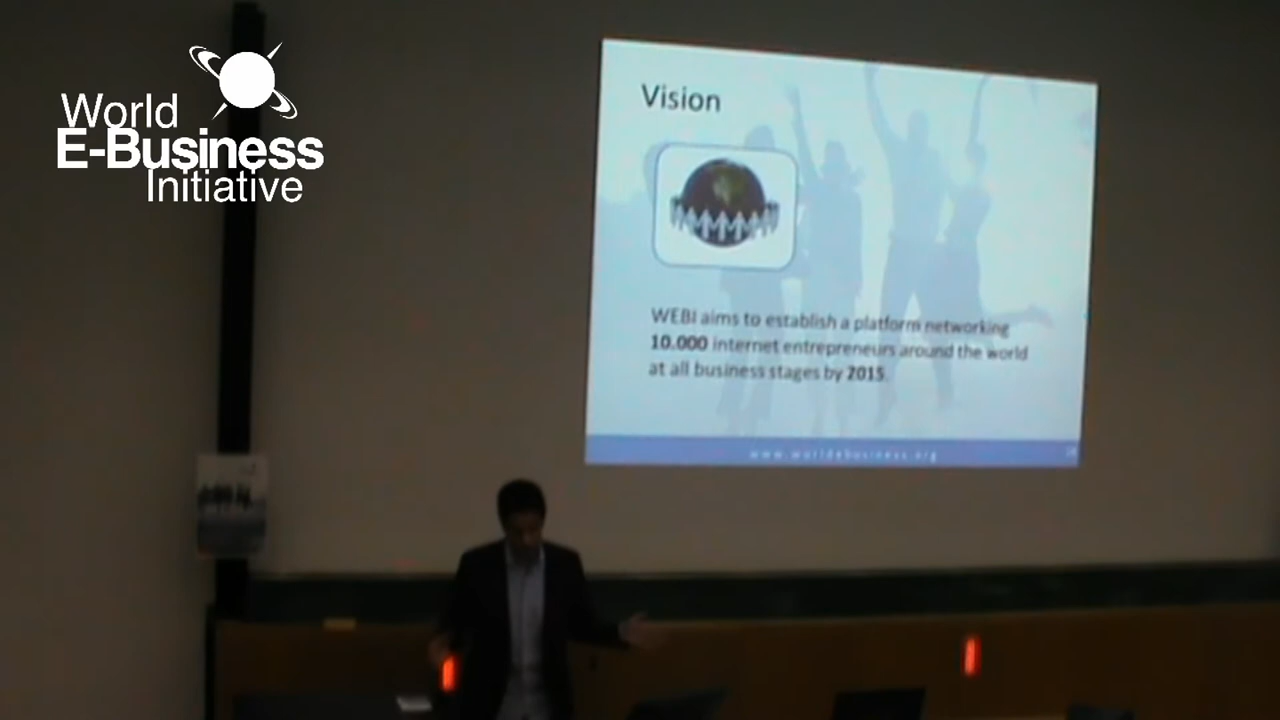 World
E-Business
Initiative
Vision
WEBI aims to establish a platform networking
10.000 internet entrepreneurs around the world
at all business stages by 2015.
www.worldebusiness.org